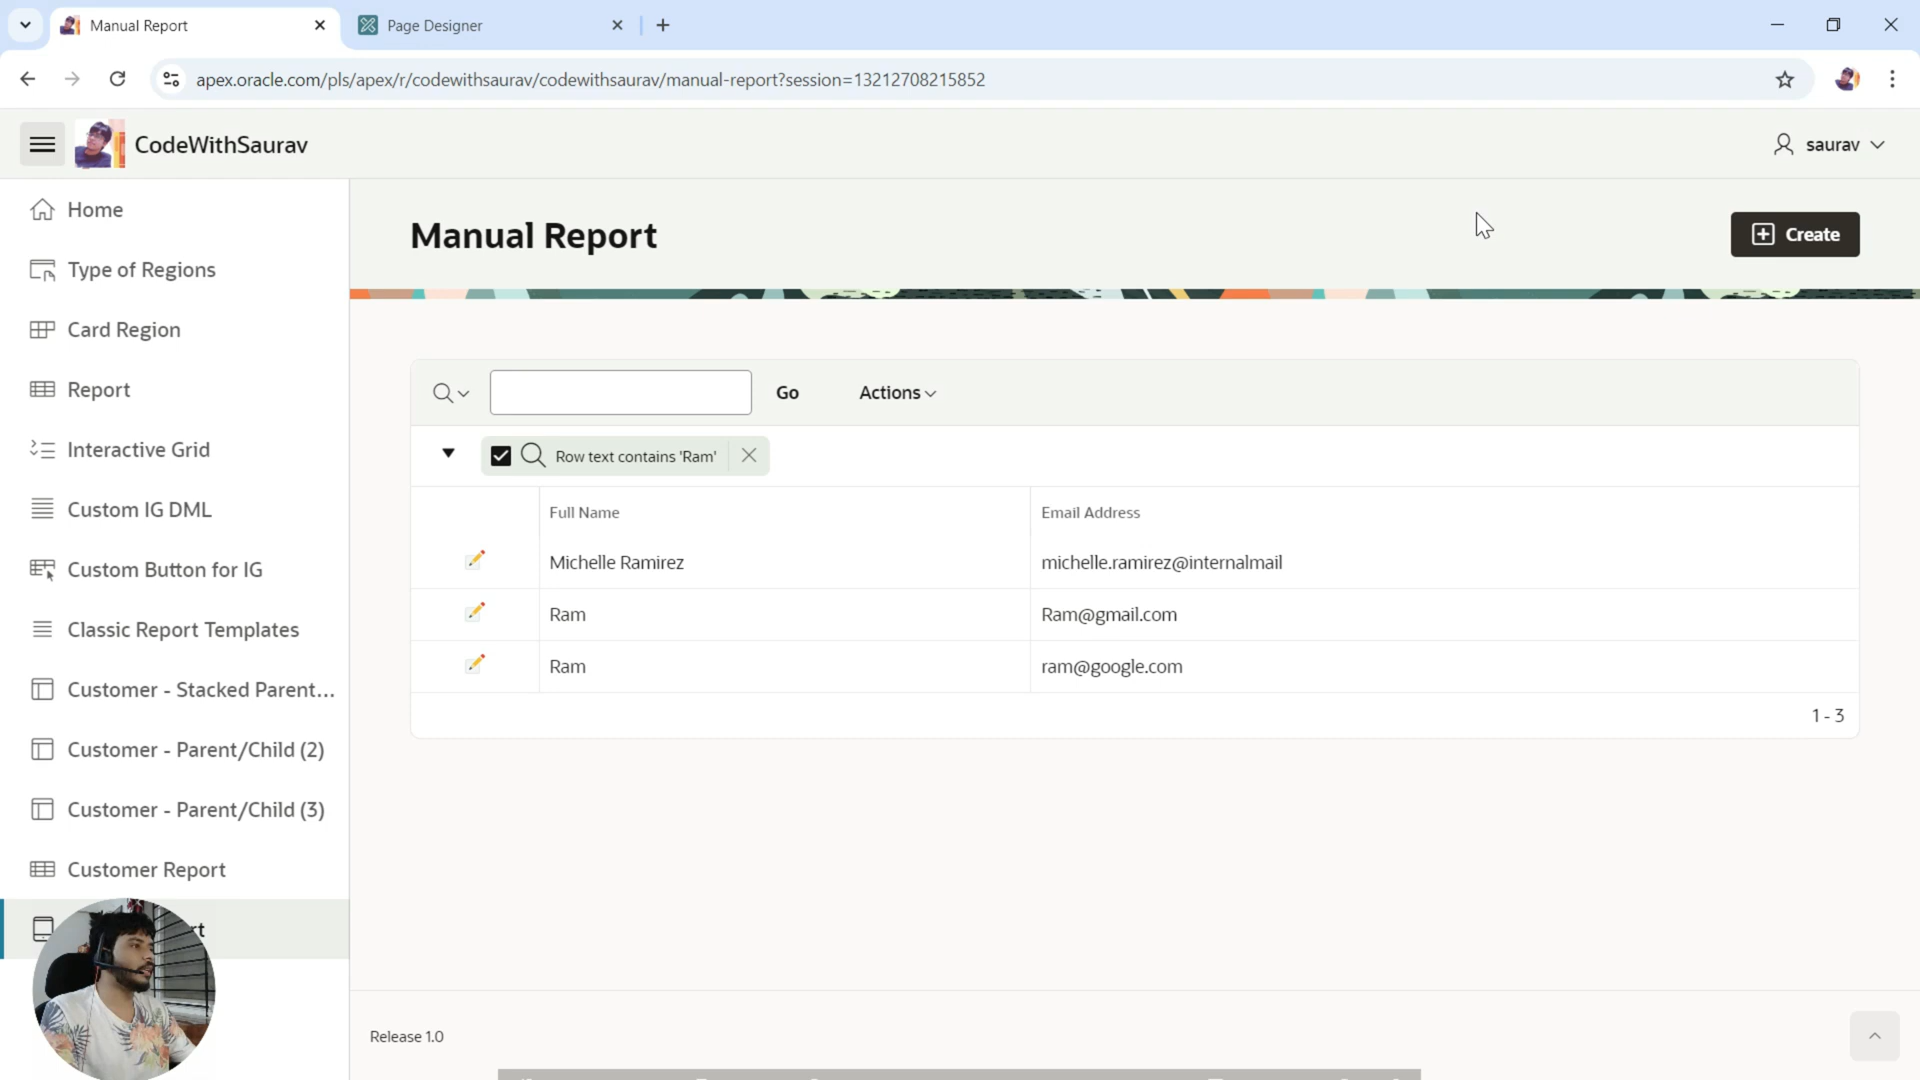 Manual Report
Page Designer
apex.oracle.com/pls/apex/r/codewithsaurav/codewithsaurav/manual-report?session=13212708215852
CodeWithSaurav
saurav
Home
Type of Regions
Card Region
Report
Interactive Grid
Custom IG DML
Custom Button for IG
Classic Report Templates
Customer - Stacked Parent...
Customer - Parent/Child (2)
Customer - Parent/Child (3)
Customer Report
Manual Report
Create
Go
Actions
Row text contains 'Ram'
Full Name Email Address
Michelle Ramirez michelle.ramirez@internalmail
Ram Ram@gmail.com
Ram ram@google.com
1 - 3
Release 1.0